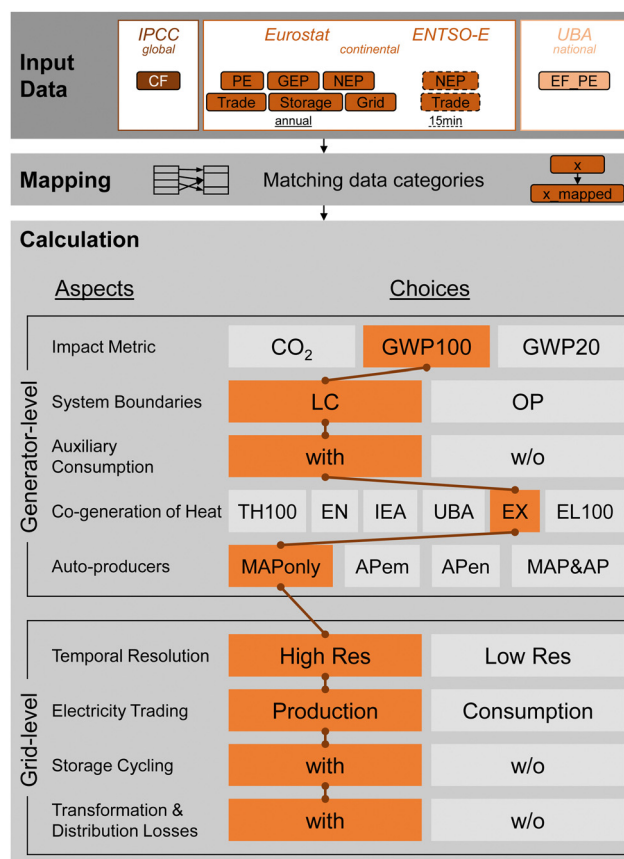 Input Data
IPCC
global
CF
Eurostat
ENTSO-E
continental
PE GEP NEP
Trade Storage Grid
annual
NEP
Trade
15min
UBA
national
EF_PE
Mapping
Matching data categories
x
x_mapped
Calculation
Aspects
Choices
Generator-level
Impact Metric
CO₂ GWP100 GWP20
System Boundaries
LC OP
Auxiliary
Consumption
with w/o
Co-generation of Heat
TH100 EN IEA UBA EX EL100
Auto-producers
MAPonly APem APen MAP&AP
Grid-level
Temporal Resolution
High Res Low Res
Electricity Trading
Production Consumption
Storage Cycling
with w/o
Transformation &
Distribution Losses
with w/o